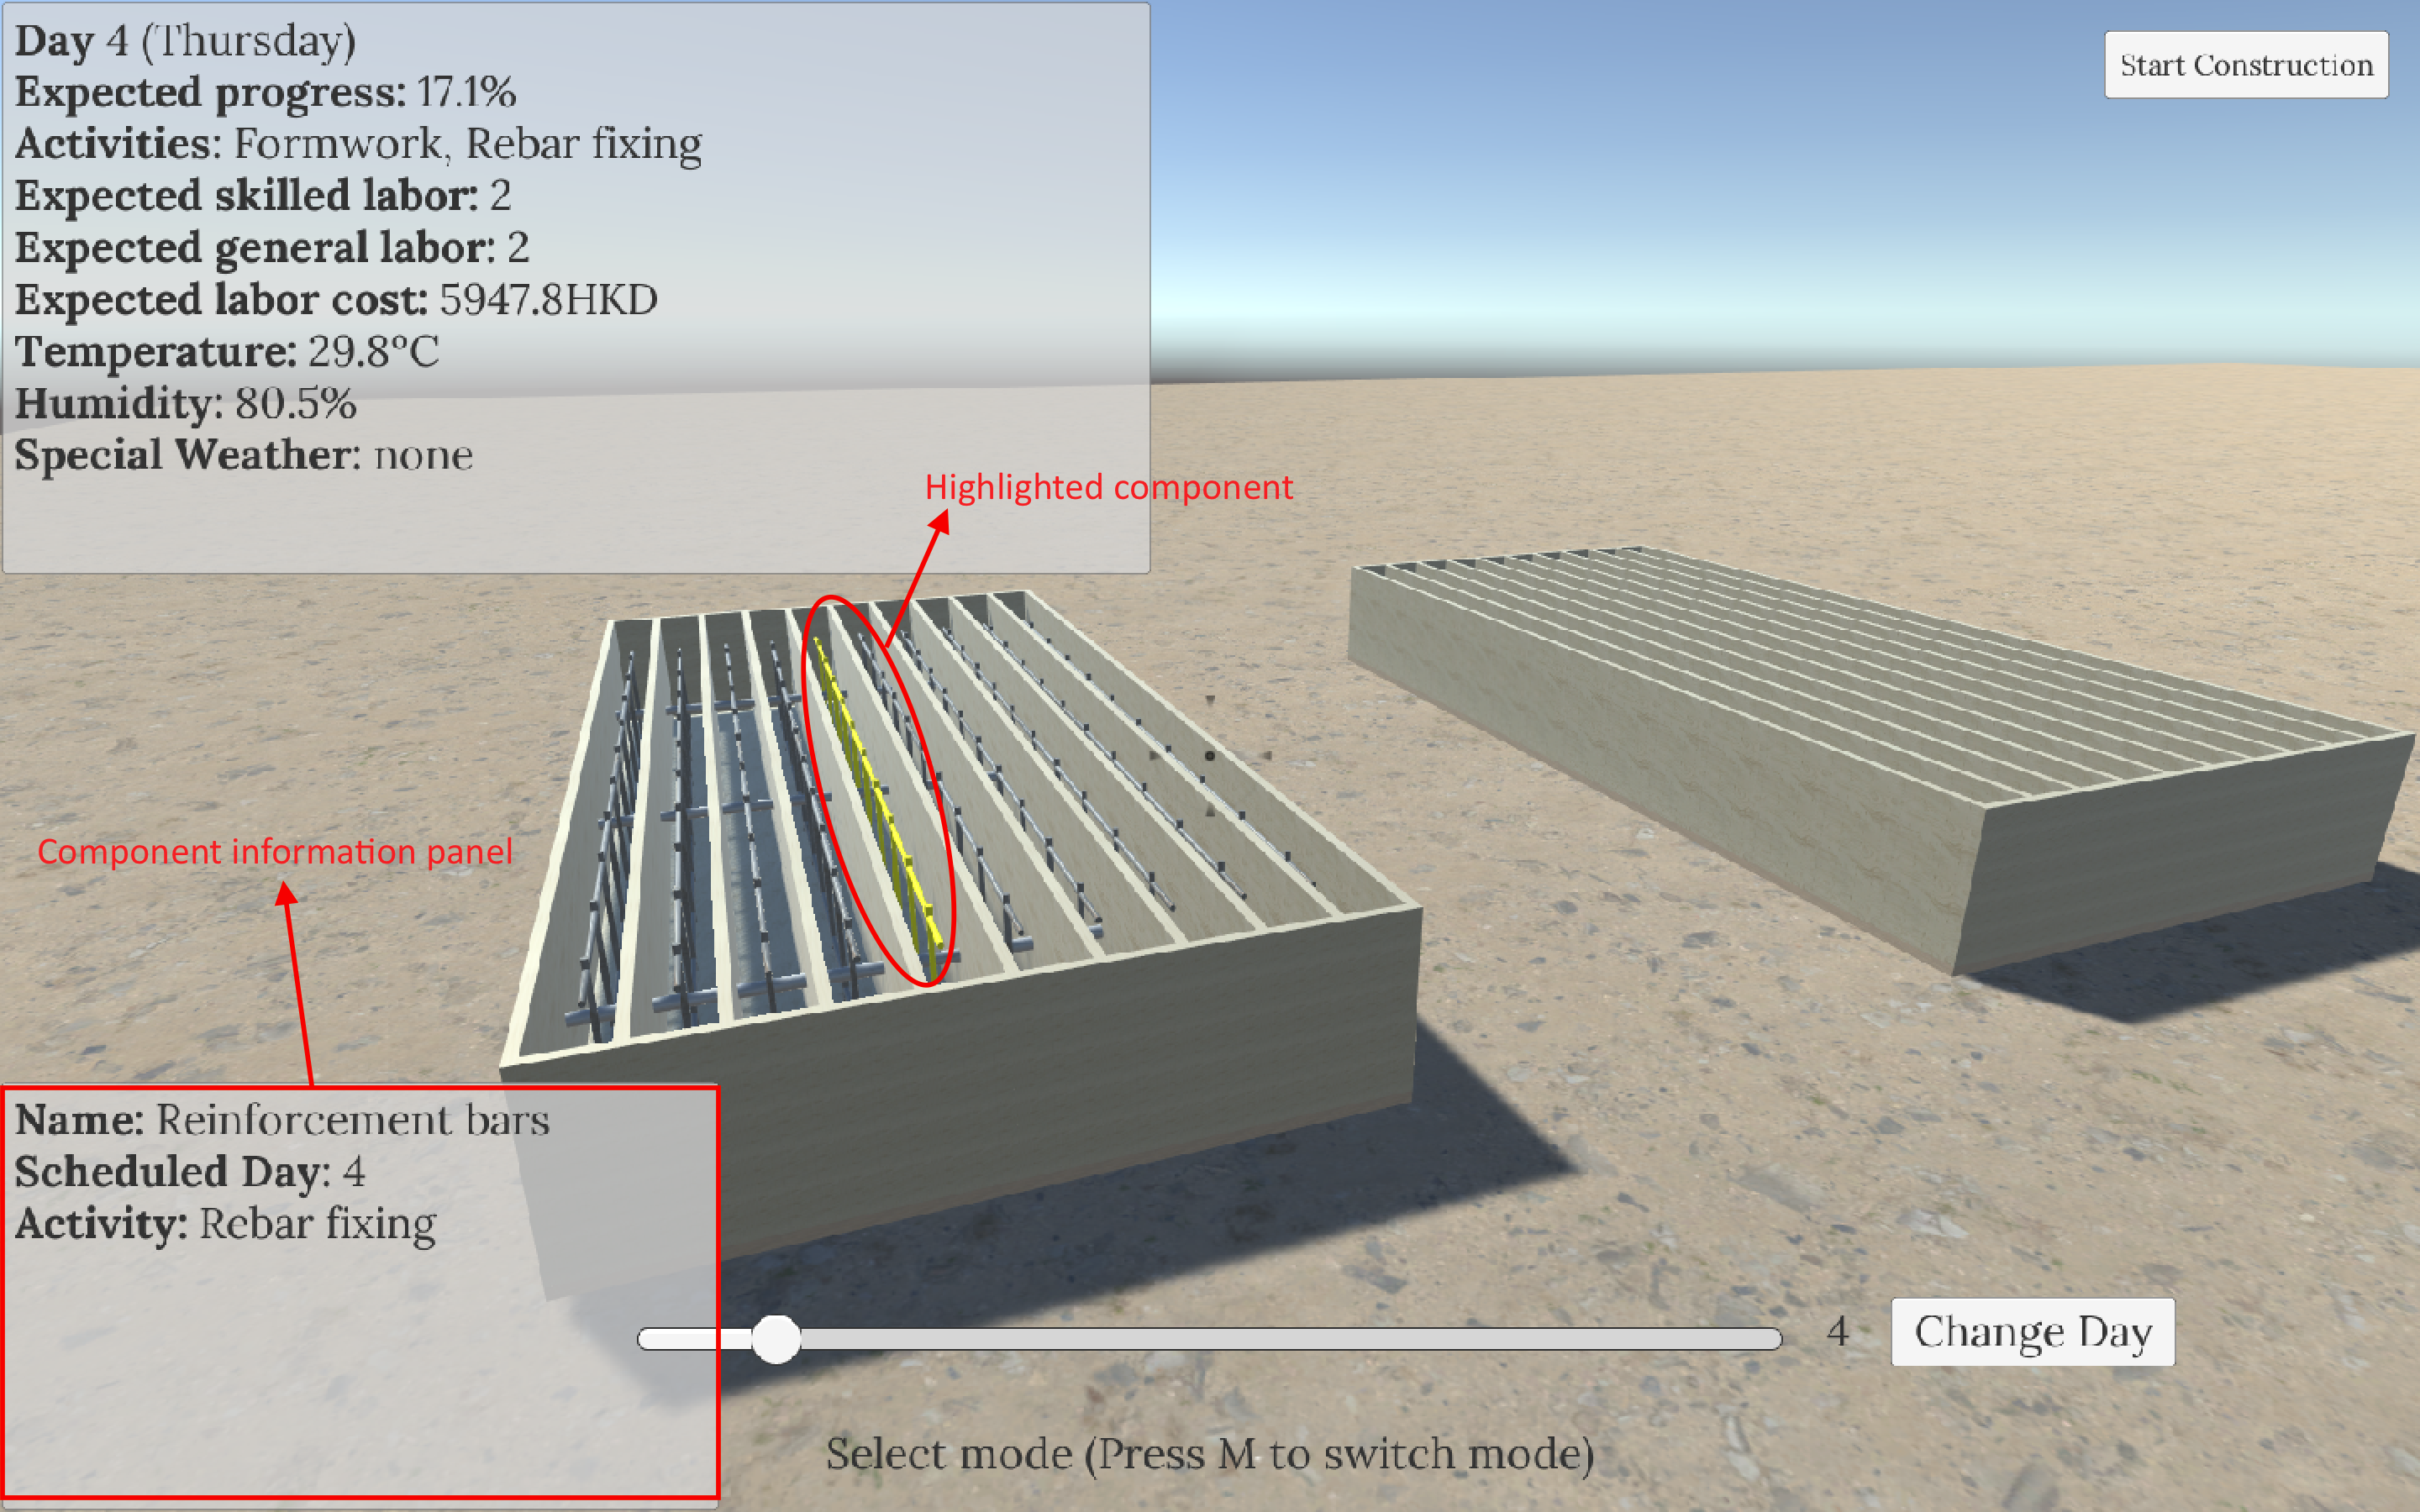 Day 4 (Thursday)
Expected progress: 17.1%
Activities: Formwork, Rebar fixing
Expected skilled labor: 2
Expected general labor: 2
Expected labor cost: 5947.8HKD
Temperature: 29.8°C
Humidity: 80.5%
Special Weather: none
Start Construction
Highlighted component
Component information panel
Name: Reinforcement bars
Scheduled Day: 4
Activity: Rebar fixing
4
Change Day
Select mode (Press M to switch mode)